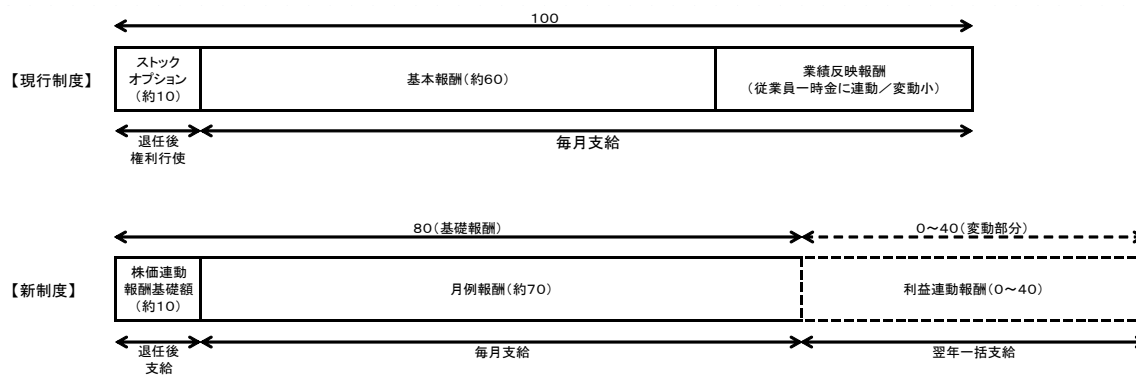 100
【現行制度】
ストック
オプション
(約10)
基本報酬(約60)
業績反映報酬
(従業員一時金に連動/変動小)
退任後
権利行使
毎月支給
80(基礎報酬)
0～40(変動部分)
【新制度】
株価連動
報酬基礎額
(約10)
月例報酬(約70)
利益連動報酬(0～40)
退任後
支給
毎月支給
翌年一括支給